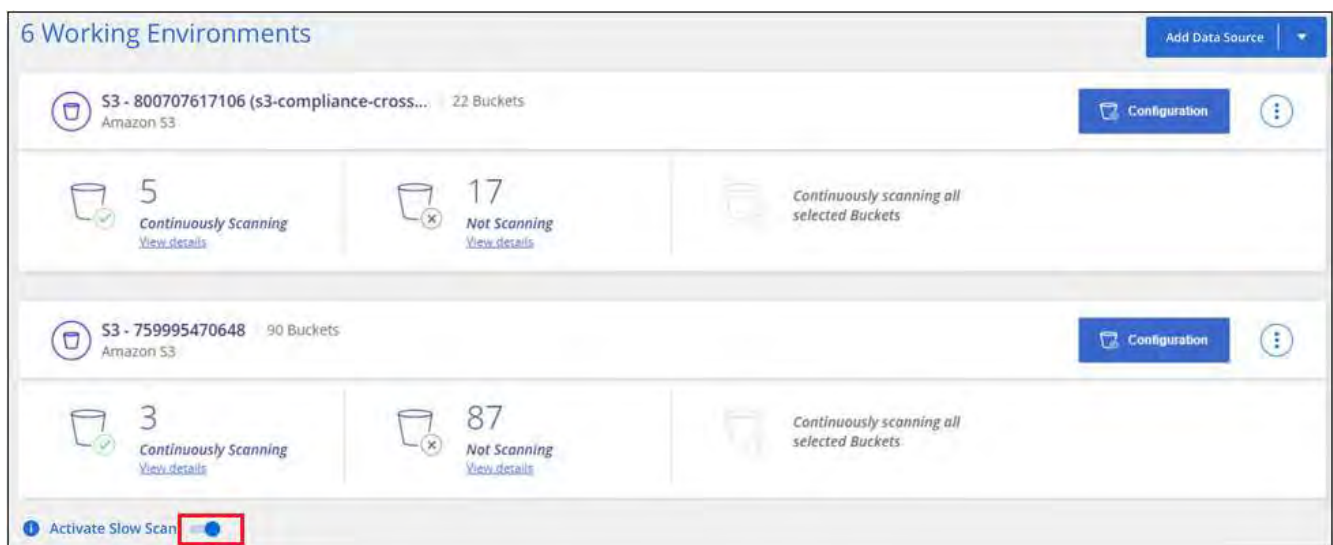 6 Working Environments
Add Data Source
S3 - 800707617106 (s3-compliance-cross... 22 Buckets
Amazon S3
Configuration
5
Continuously Scanning
View details
17
Not Scanning
View details
Continuously scanning all
selected Buckets
S3 - 759995470648 90 Buckets
Amazon S3
Configuration
3
Continuously Scanning
View details
87
Not Scanning
View details
Continuously scanning all
selected Buckets
Activate Slow Scan